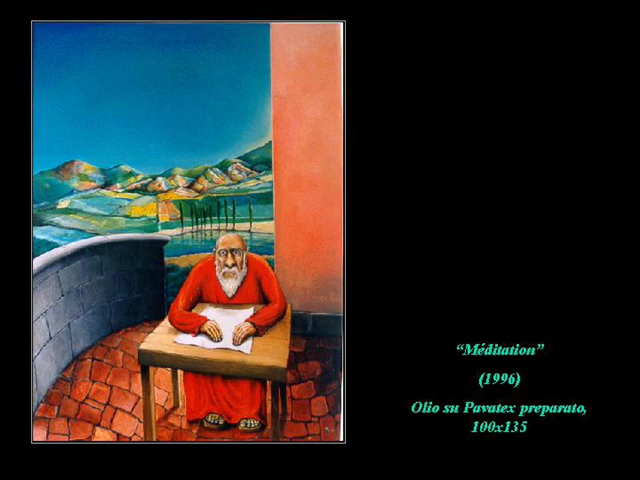 “Méditation”
(1996)
Olio su Pavatex preparato,
100x135